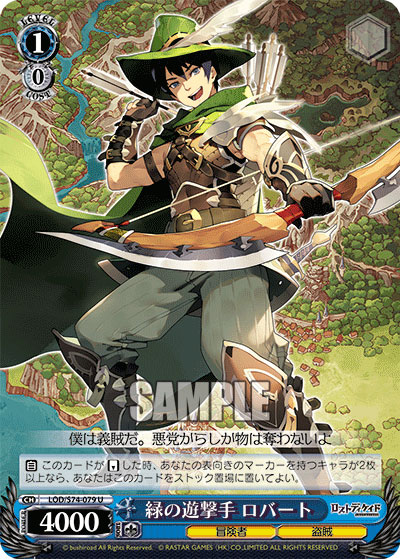 LEVEL
1
0
COST
SAMPLE
僕は義賊だ。悪党からしか物は奪わないよ
このカードが した時、あなたの表向きのマーカーを持つキャラが2枚
以上なら、あなたはこのカードをストック置場に置いてよい。
CH LOD/S74-079 U
POWER
4000
緑の遊撃手 ロバート
ロストディケイド
冒険者
盗賊
© bushiroad All Rights Reserved. © RASTAR GAMES (HK) CO.,LIMITED ALL RIGHTS RESERVED.